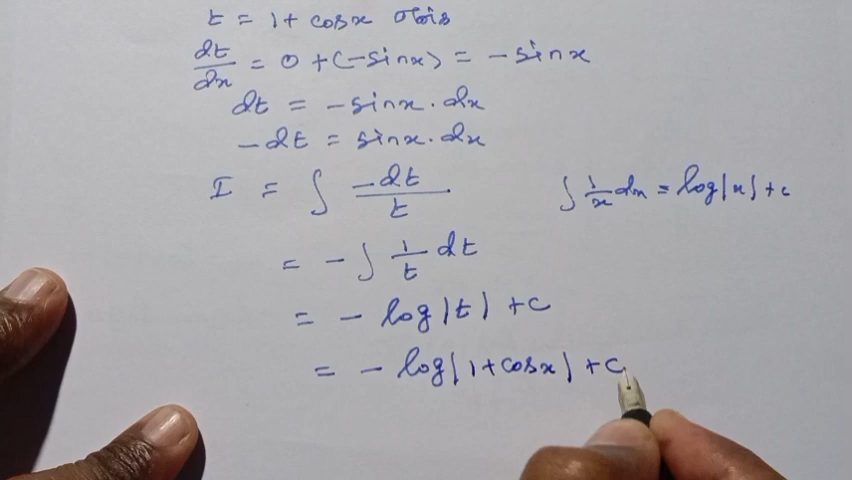 t = 1 + cosx
dt/dx = 0 + (-sinx) = - sinx
dt = - sinx . dx
- dt = sinx . dx
I = ∫ -dt/t
∫ 1/x dx = log|x| + c
= - ∫ 1/t dt
= - log|t| + c
= - log|1 + cosx| + c